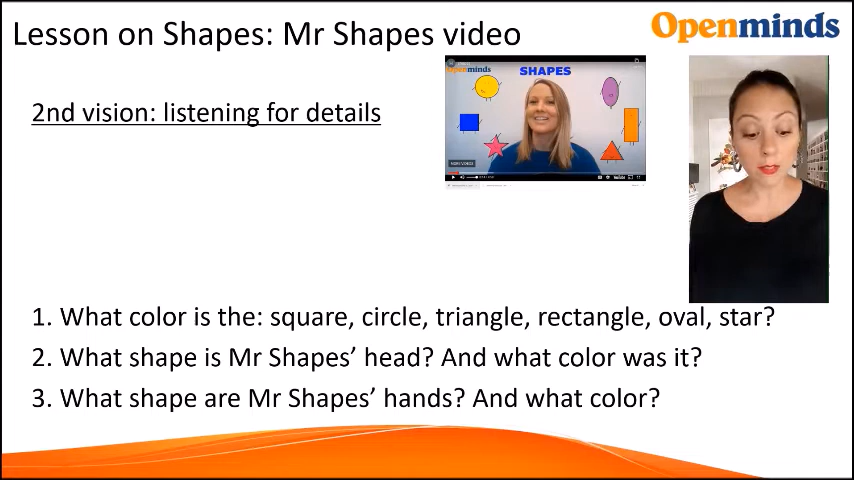 Lesson on Shapes: Mr Shapes video
Openminds
2nd vision: listening for details
Openminds
SHAPES
MORE VIDEOS
1. What color is the: square, circle, triangle, rectangle, oval, star?
2. What shape is Mr Shapes’ head? And what color was it?
3. What shape are Mr Shapes’ hands? And what color?